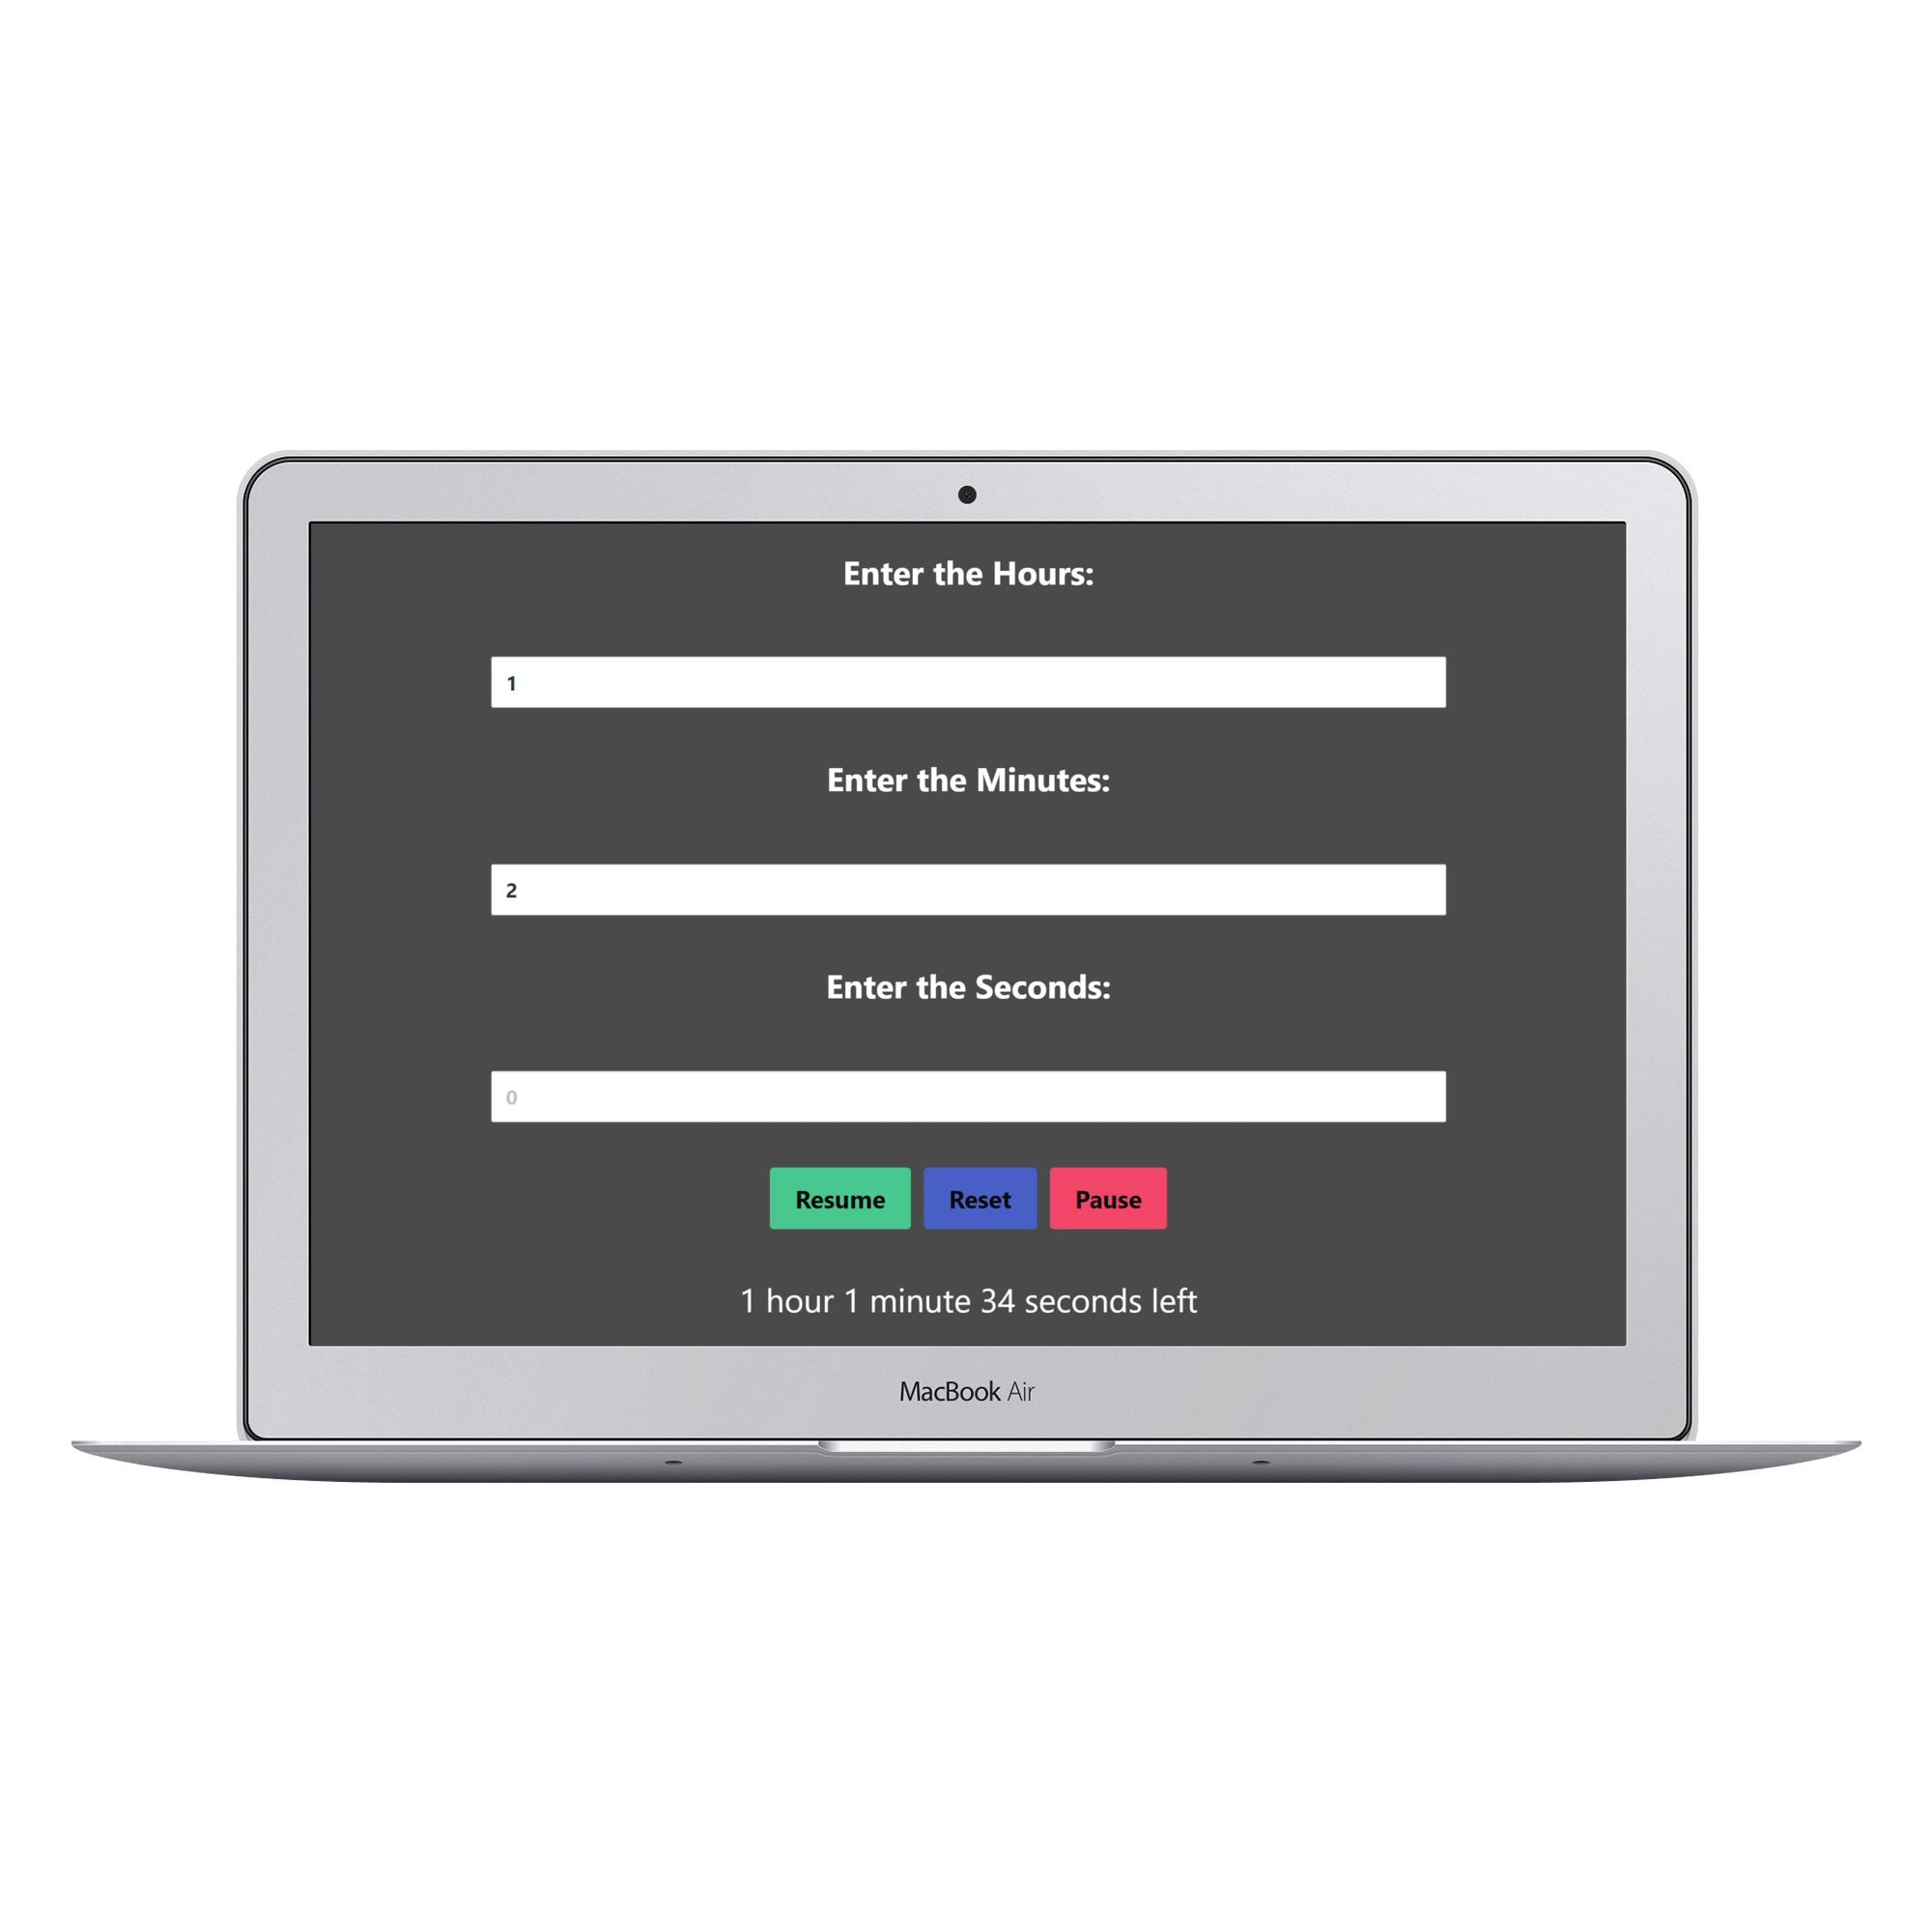 Enter the Hours:
1
Enter the Minutes:
2
Enter the Seconds:
0
Resume Reset Pause
1 hour 1 minute 34 seconds left
MacBook Air